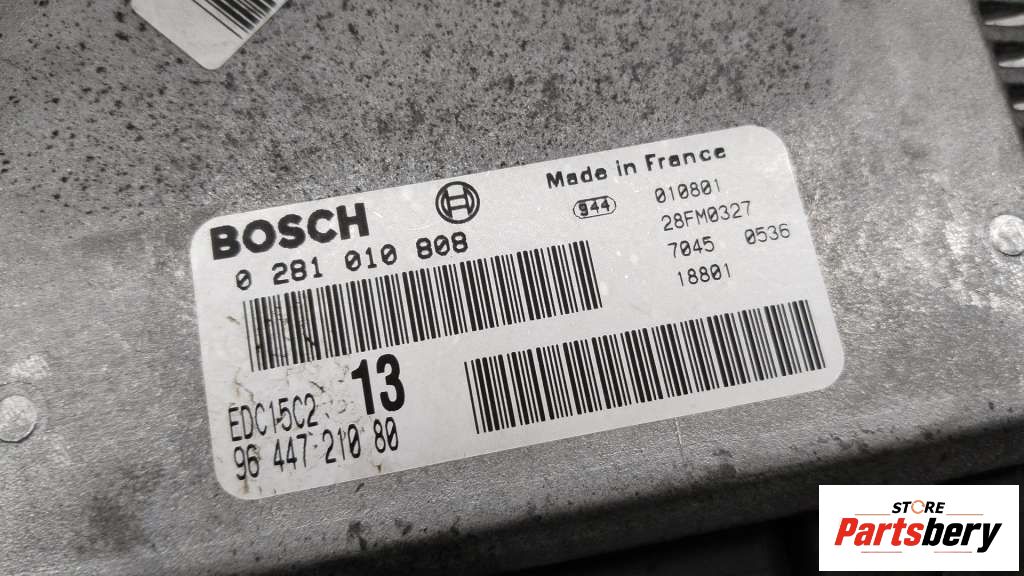 BOSCH
0 281 010 808
Made in France
944
010801
28FM0327
7045 0536
18801
13
EDC15C2
96 447 210 80
STORE
Partsbery